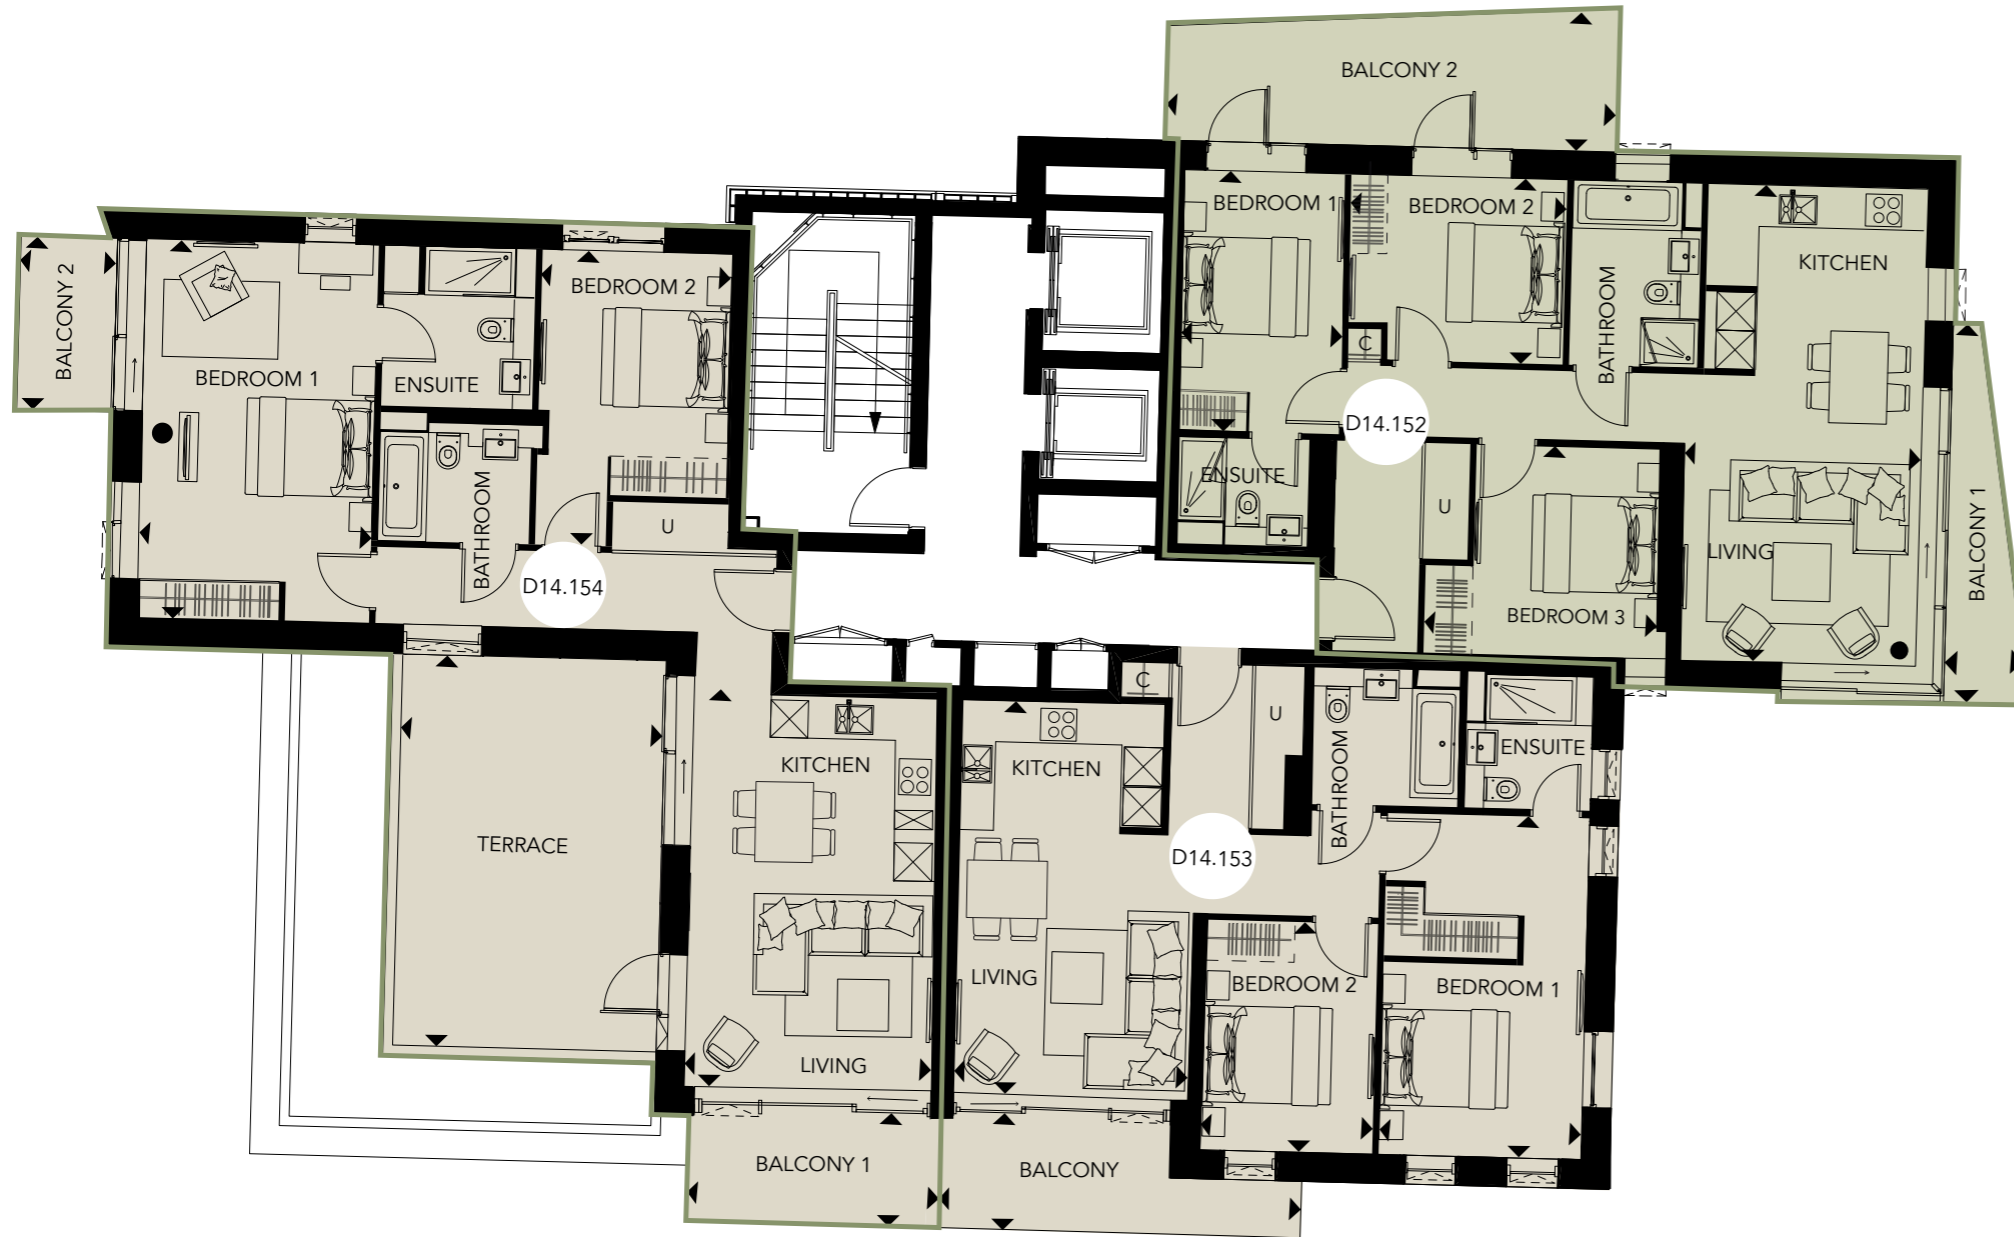 BALCONY 2
BEDROOM 1
BEDROOM 2
BATHROOM
KITCHEN
C
D14.152
ENSUITE
U
BEDROOM 3
LIVING
BALCONY 1
BALCONY 2
BEDROOM 1
ENSUITE
BEDROOM 2
BATHROOM
U
D14.154
TERRACE
KITCHEN
LIVING
BALCONY 1
C
U
KITCHEN
BATHROOM
ENSUITE
D14.153
LIVING
BEDROOM 2
BEDROOM 1
BALCONY